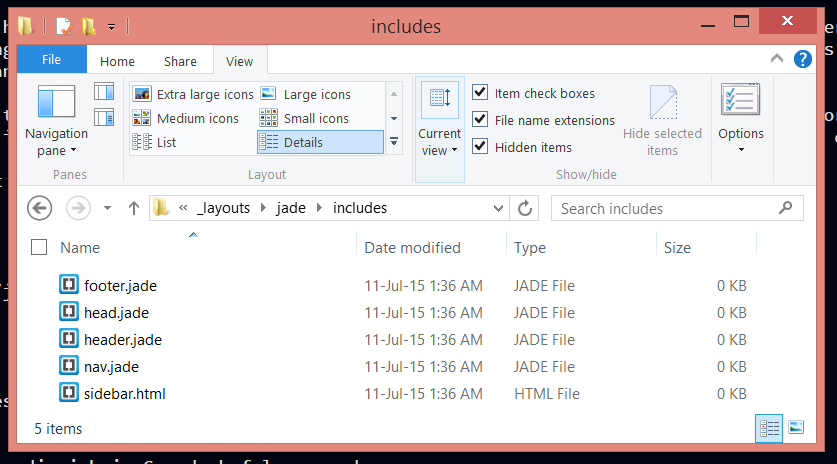 includes
File Home Share View
Extra large icons Large icons
Medium icons Small icons
List Details
Navigation pane
Panes
Layout
Current view
Item check boxes
File name extensions
Hidden items
Hide selected items
Show/hide
Options
« _layouts jade includes
Search includes
Name Date modified Type Size
footer.jade 11-Jul-15 1:36 AM JADE File 0 KB
head.jade 11-Jul-15 1:36 AM JADE File 0 KB
header.jade 11-Jul-15 1:36 AM JADE File 0 KB
nav.jade 11-Jul-15 1:36 AM JADE File 0 KB
sidebar.html 11-Jul-15 1:36 AM HTML File 0 KB
5 items